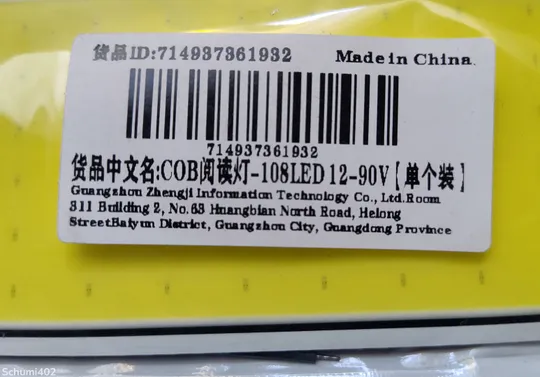 货品ID:714937361932
Made in China.
714937361932
货品中文名:COB阅读灯-108LED 12-90V【单个装】
Guangzhou Zhengji Information Technology Co., Ltd.Room
311 Building 2, No.63 Huangbian North Road, Helong
StreetBaiyun District, Guangzhou City, Guangdong Province
Schumi402